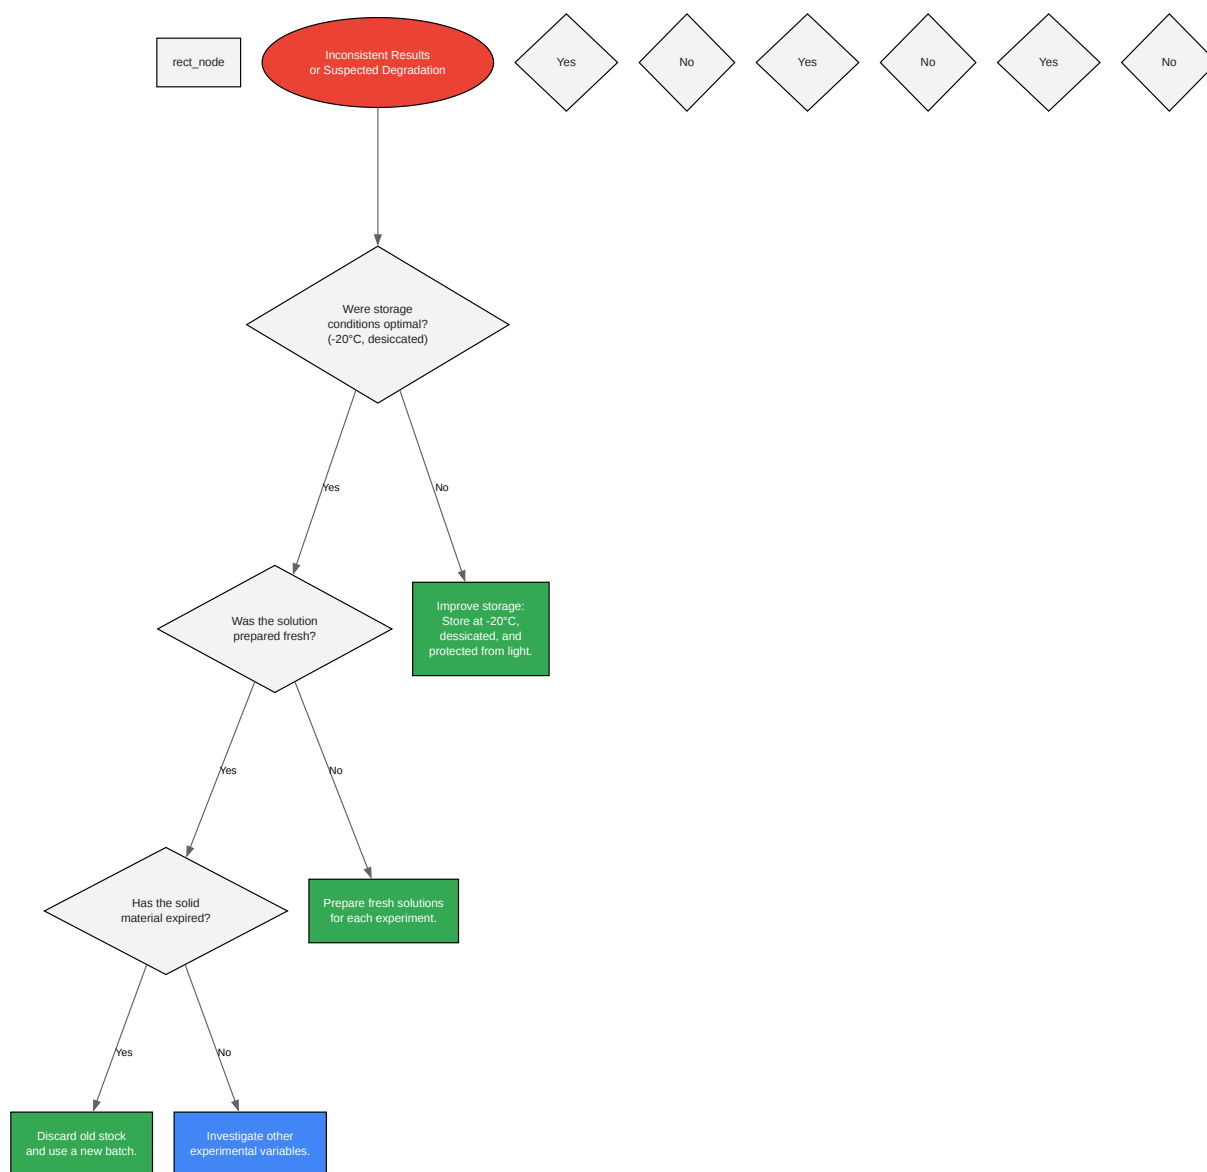 rect_node
Inconsistent Results
or Suspected Degradation
Yes
No
Yes
No
Yes
No
Were storage
conditions optimal?
(-20°C, desiccated)
Yes
No
Was the solution
prepared fresh?
Improve storage:
Store at -20°C,
dessicated, and
protected from light.
Yes
No
Has the solid
material expired?
Prepare fresh solutions
for each experiment.
Yes
No
Discard old stock
and use a new batch.
Investigate other
experimental variables.